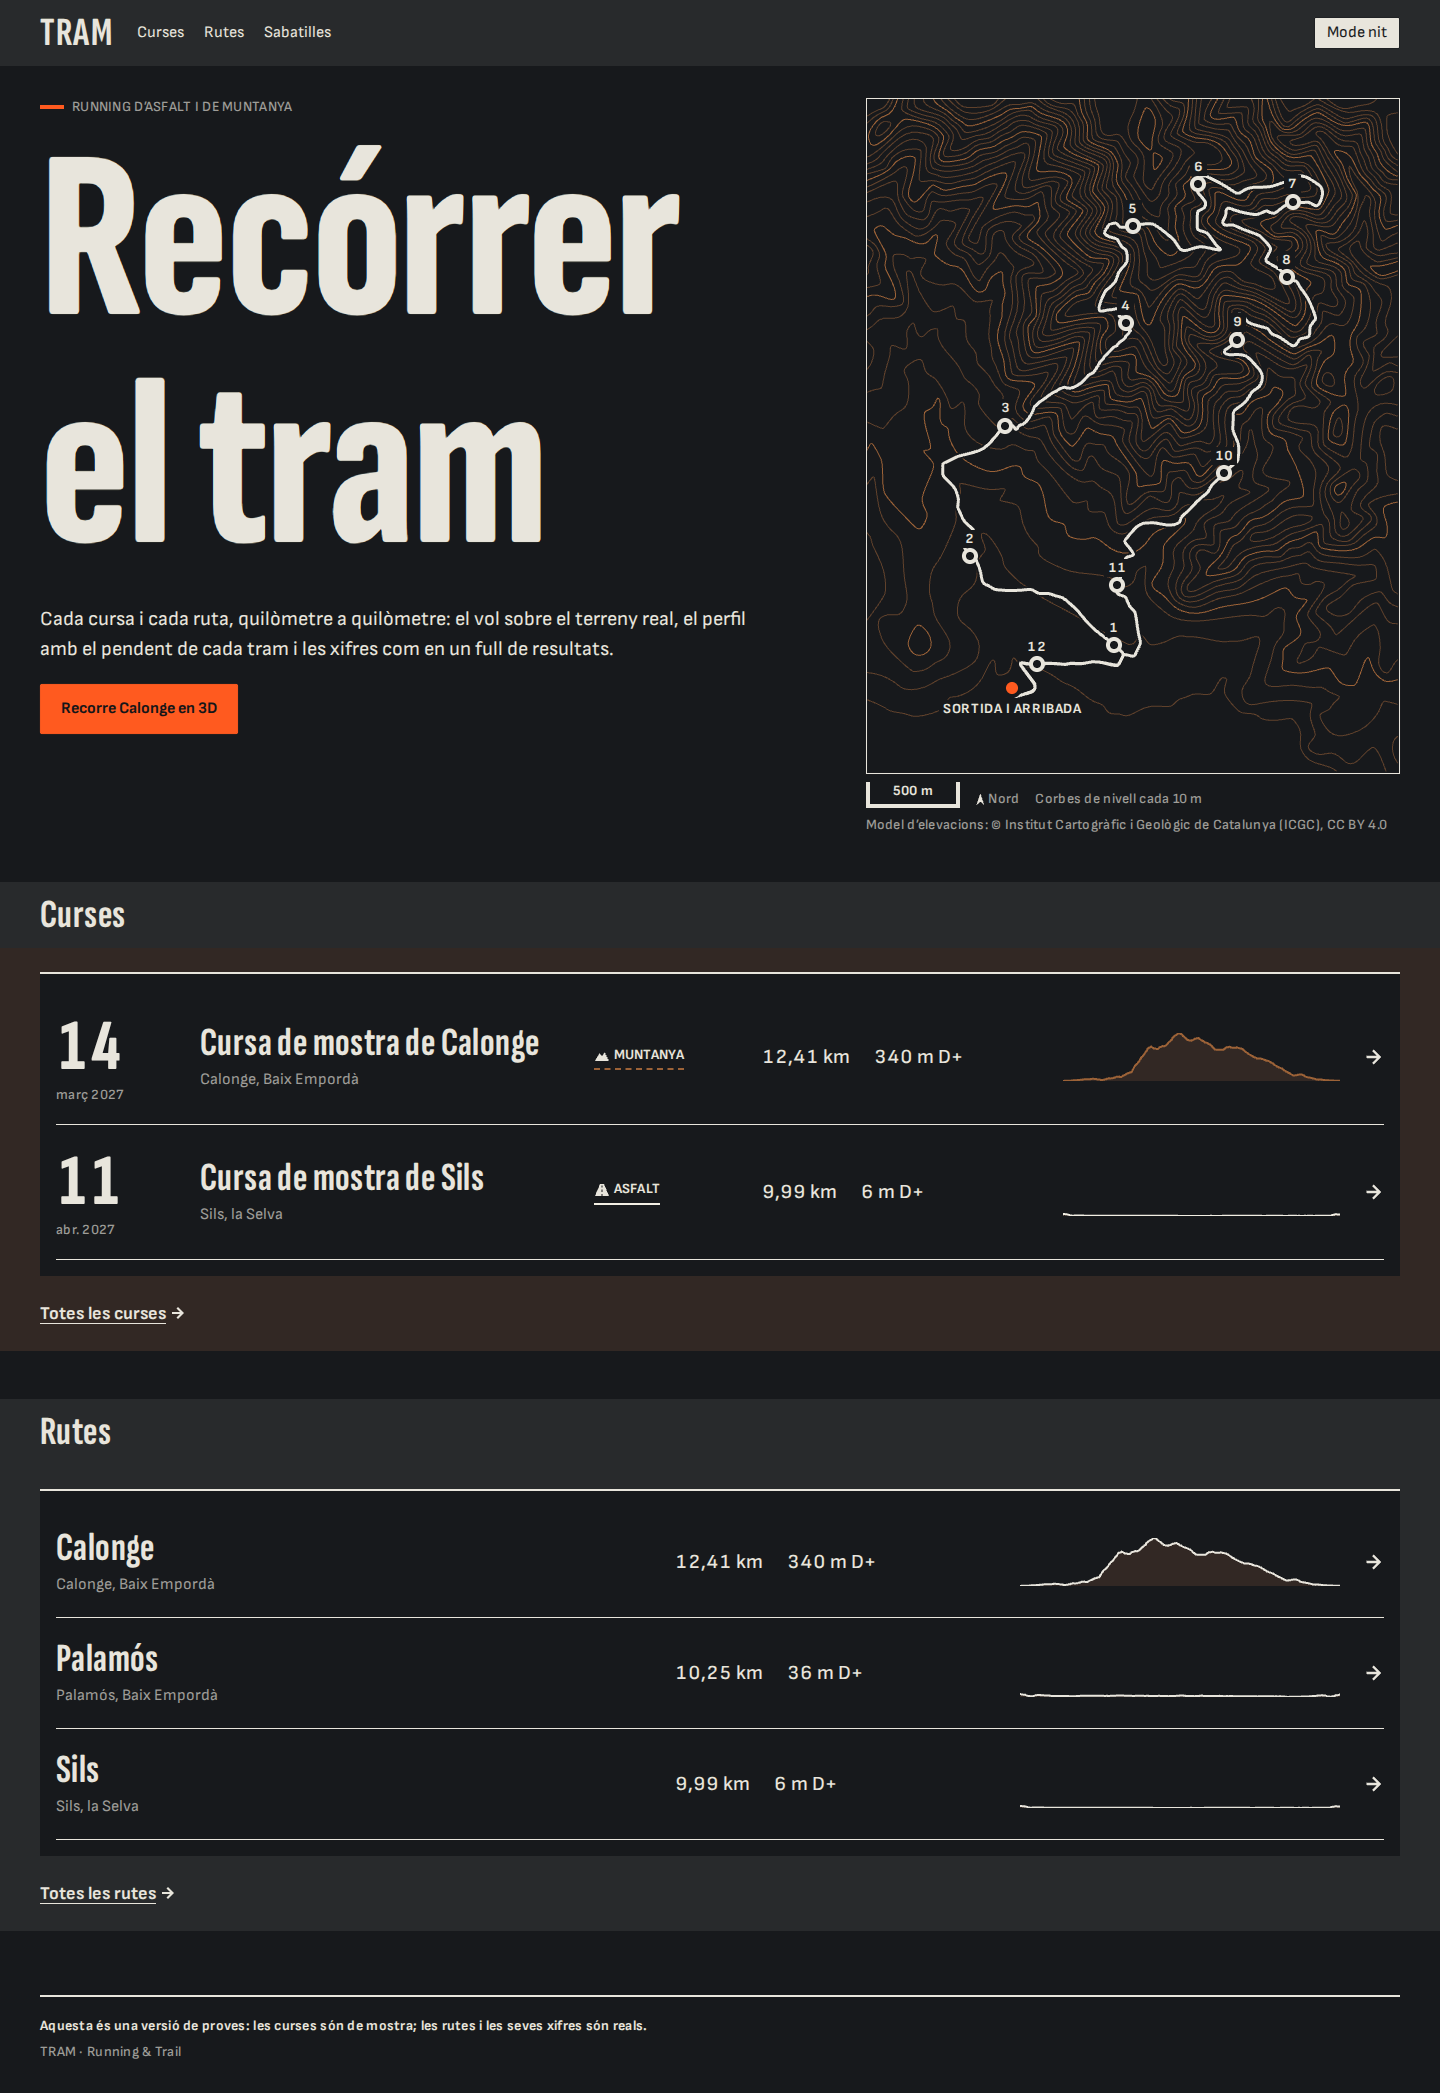 TRAM Curses Rutes Sabatilles Mode nit
RUNNING D'ASFALT I DE MUNTANYA
Recórrer
el tram
Cada cursa i cada ruta, quilòmetre a quilòmetre: el vol sobre el terreny real, el perfil
amb el pendent de cada tram i les xifres com en un full de resultats.
Recorre Calonge en 3D
6
7
5
8
4
9
3
10
2
11
1
12
SORTIDA I ARRIBADA
500 m Nord Corbes de nivell cada 10 m
Model d'elevacions: © Institut Cartogràfic i Geològic de Catalunya (ICGC), CC BY 4.0
Curses
14 Cursa de mostra de Calonge MUNTANYA 12,41 km 340 m D+ →
març 2027 Calonge, Baix Empordà
11 Cursa de mostra de Sils ASFALT 9,99 km 6 m D+ →
abr. 2027 Sils, la Selva
Totes les curses →
Rutes
Calonge 12,41 km 340 m D+ →
Calonge, Baix Empordà
Palamós 10,25 km 36 m D+ →
Palamós, Baix Empordà
Sils 9,99 km 6 m D+ →
Sils, la Selva
Totes les rutes →
Aquesta és una versió de proves: les curses són de mostra; les rutes i les seves xifres són reals.
TRAM · Running & Trail